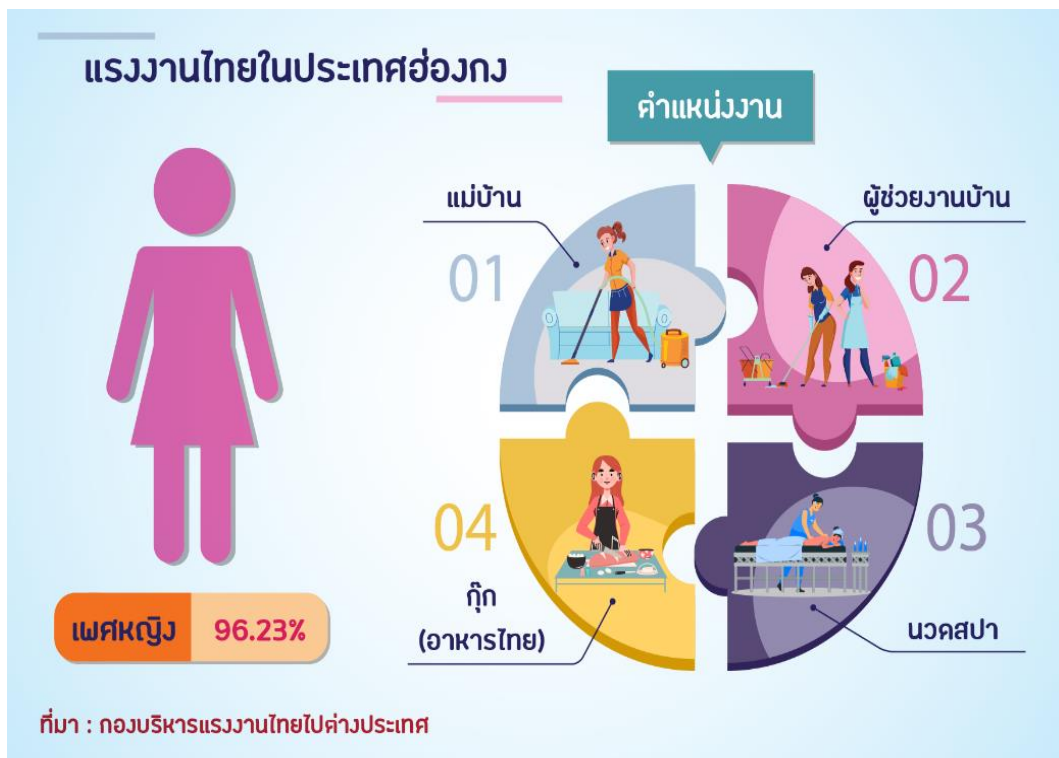 แรงงานไทยในประเทศฮ่องกง
ตำแหน่งงาน
แม่บ้าน
01
ผู้ช่วยงานบ้าน
02
04
กุ๊ก
(อาหารไทย)
03
นวดสปา
เพศหญิง 96.23%
ที่มา : กองบริหารแรงงานไทยไปต่างประเทศ